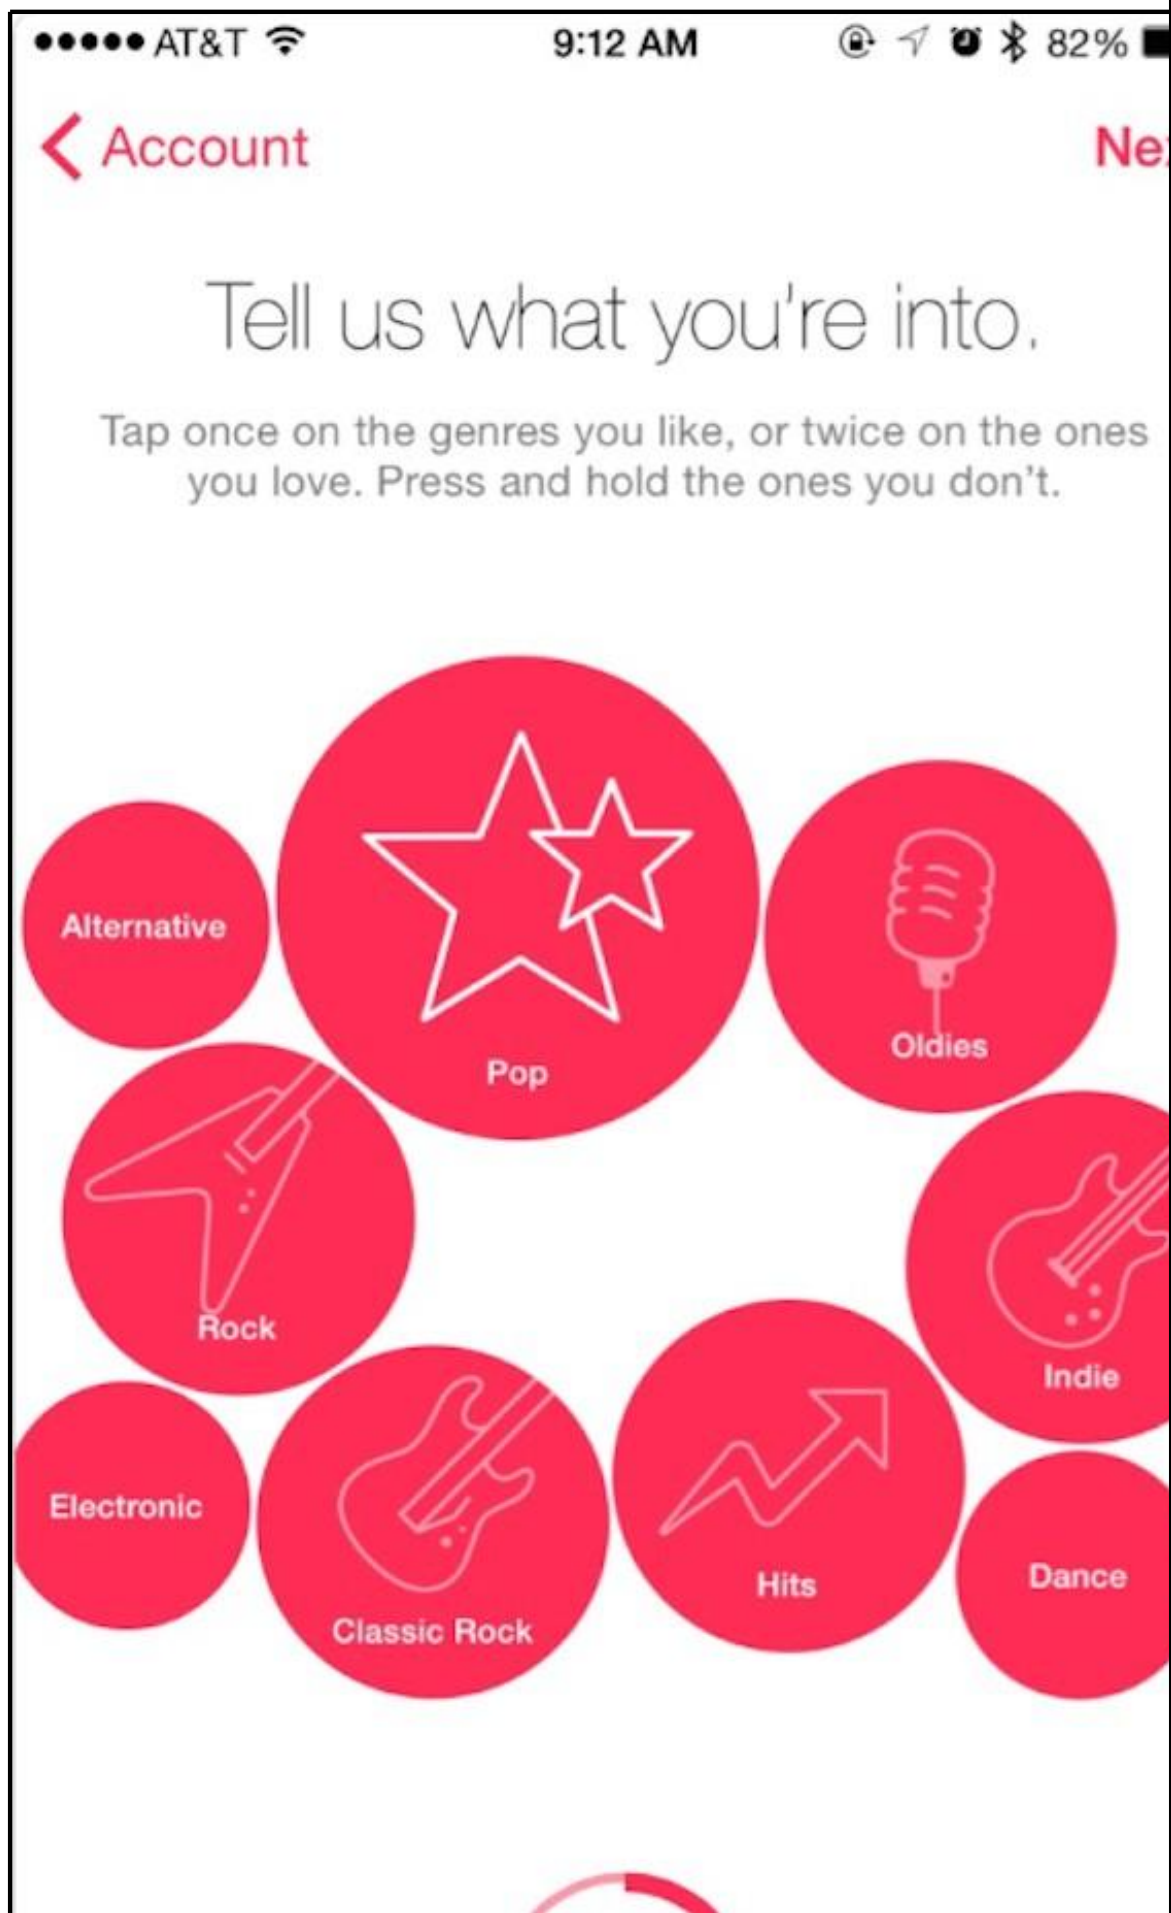 AT&T 9:12 AM 82%
Account
Tell us what you're into.
Tap once on the genres you like, or twice on the ones
you love. Press and hold the ones you don't.
Pop
Alternative
Oldies
Rock
Indie
Electronic
Classic Rock
Hits
Dance